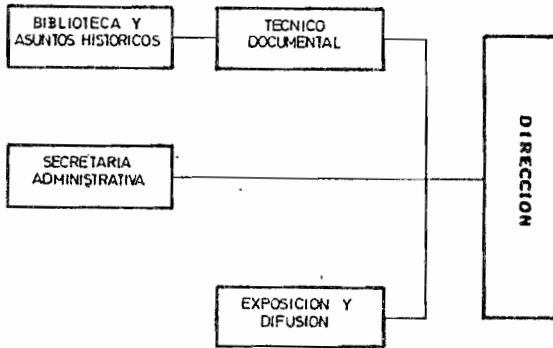 BIBLIOTECA Y
ASUNTOS HISTORICOS
TECNICO
DOCUMENTAL
SECRETARIA
ADMINISTRATIVA
EXPOSICION Y
DIFUSION
DIRECCION